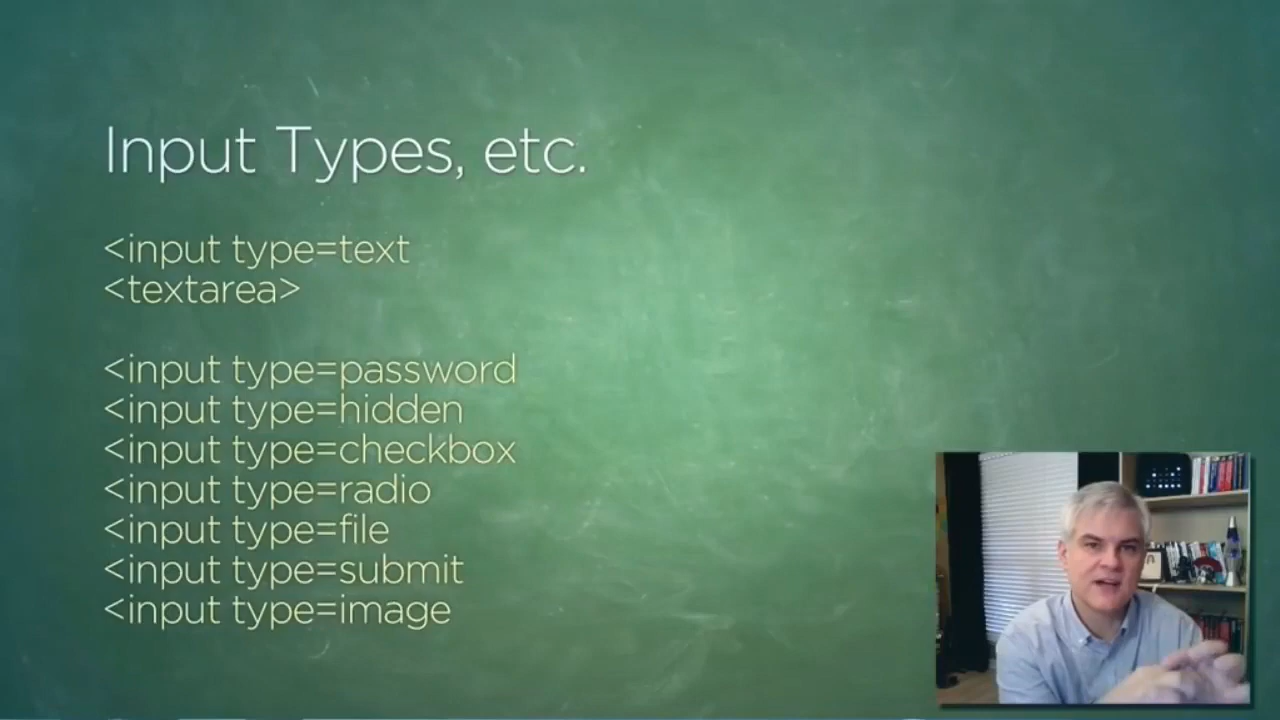 Input Types, etc.
<input type=text
<textarea>
<input type=password
<input type=hidden
<input type=checkbox
<input type=radio
<input type=file
<input type=submit
<input type=image